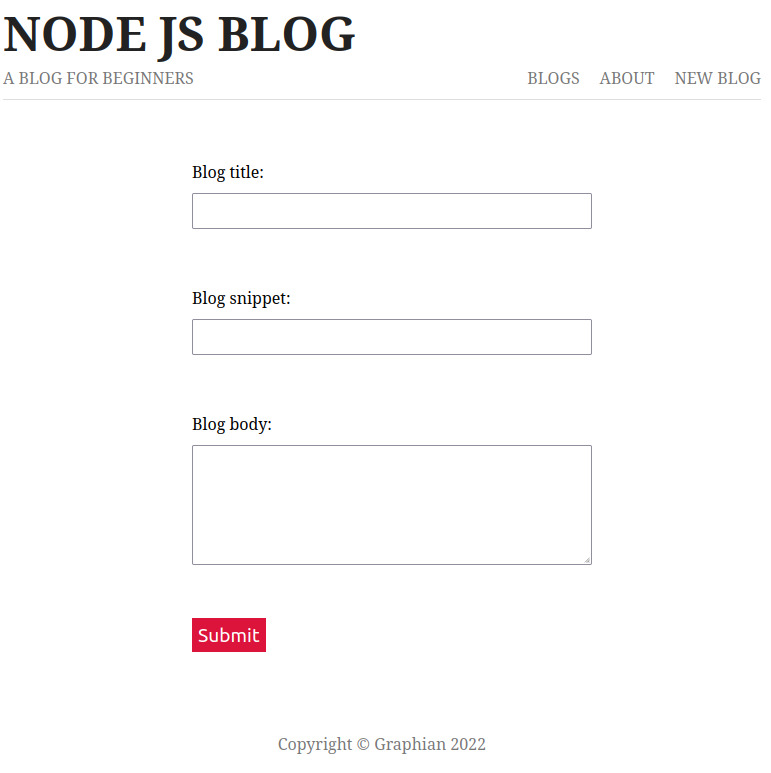 NODE JS BLOG
A BLOG FOR BEGINNERS BLOGS ABOUT NEW BLOG
Blog title:
Blog snippet:
Blog body:
Submit
Copyright © Graphian 2022